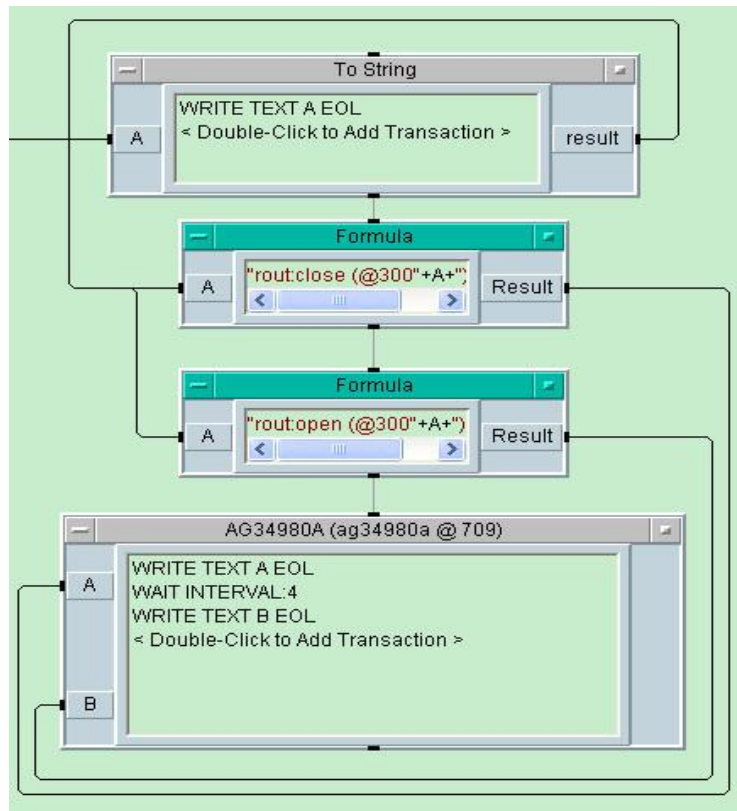 To String
WRITE TEXT A EOL
< Double-Click to Add Transaction >
A
result
Formula
"rout:close (@300"+A+")
A
Result
Formula
"rout:open (@300"+A+")
A
Result
AG34980A (ag34980a @ 709)
A
WRITE TEXT A EOL
WAIT INTERVAL:4
WRITE TEXT B EOL
< Double-Click to Add Transaction >
B